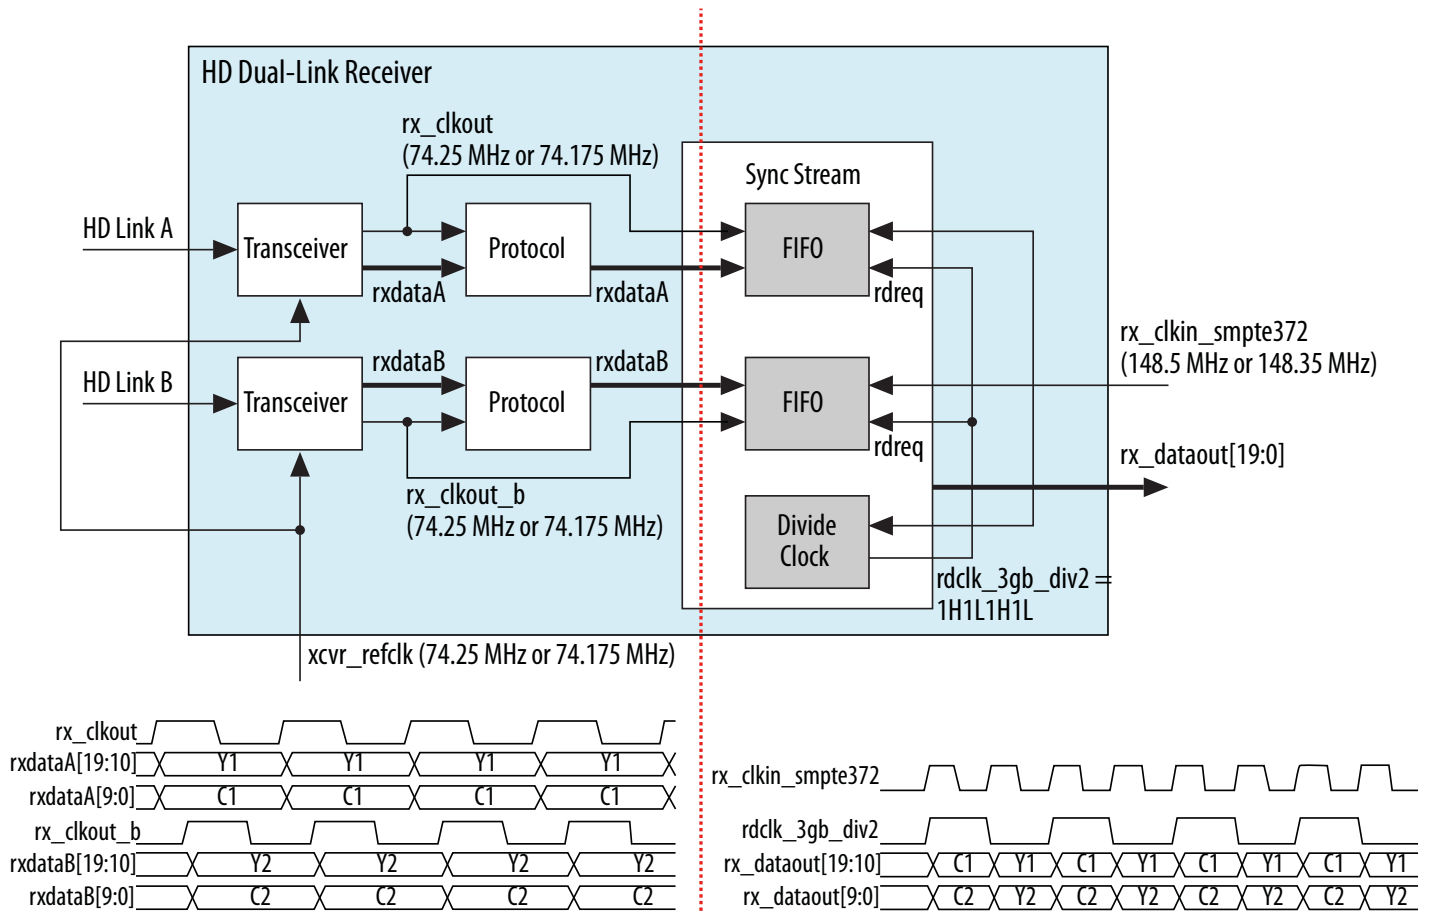 HD Dual-Link Receiver
rx_clkout
(74.25 MHz or 74.175 MHz)
Sync Stream
HD Link A
Transceiver
Protocol
FIFO
rxdataA
rxdataA
rdreq
rx_clkin_smpte372
(148.5 MHz or 148.35 MHz)
rxdataB
rxdataB
HD Link B
Transceiver
Protocol
FIFO
rdreq
rx_dataout[19:0]
rx_clkout_b
(74.25 MHz or 74.175 MHz)
Divide
Clock
rdclk_3gb_div2 =
1H1L1H1L
xcvr_refclk (74.25 MHz or 74.175 MHz)
rx_clkout
rxdataA[19:10] Y1 Y1 Y1 Y1
rxdataA[9:0] C1 C1 C1 C1
rx_clkout_b
rxdataB[19:10] Y2 Y2 Y2 Y2
rxdataB[9:0] C2 C2 C2 C2
rx_clkin_smpte372
rdclk_3gb_div2
rx_dataout[19:10] C1 Y1 C1 Y1 C1 Y1 C1 Y1
rx_dataout[9:0] C2 Y2 C2 Y2 C2 Y2 C2 Y2